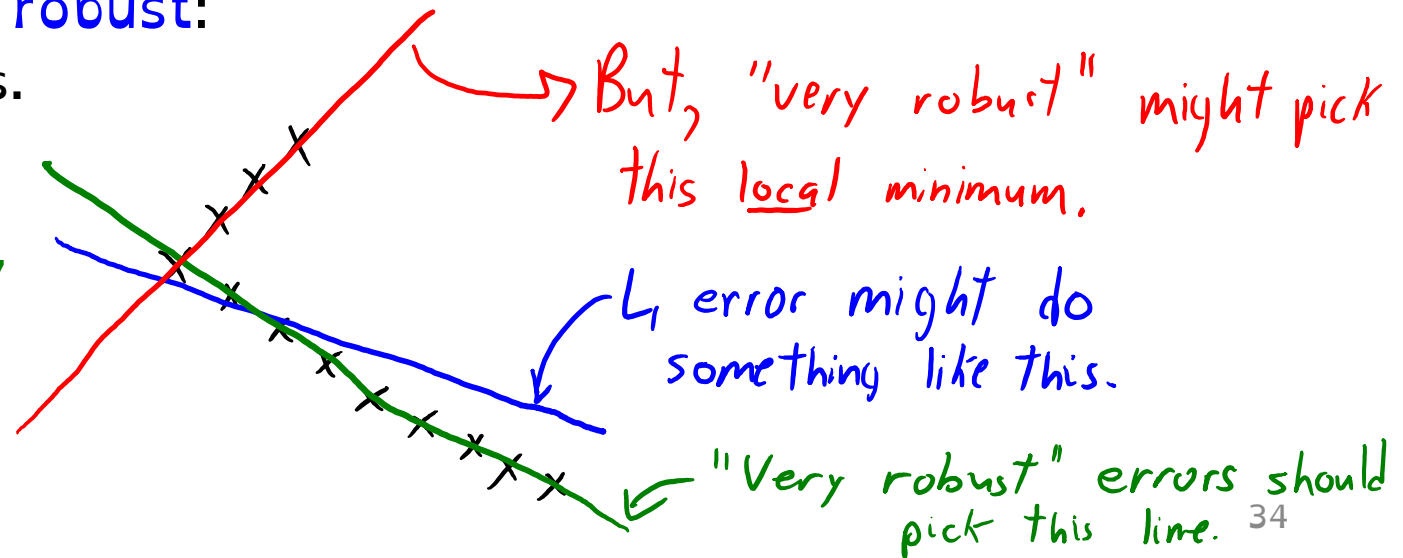 robust:
s.
But, "very robust" might pick
this local minimum.
L1 error might do
something like this.
"Very robust" errors should
pick this line.
34